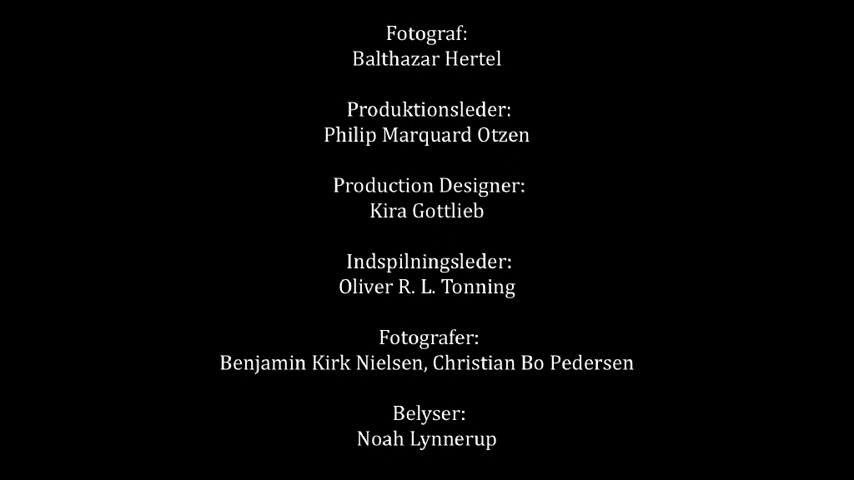 Fotograf:
Balthazar Hertel
Produktionsleder:
Philip Marquard Otzen
Production Designer:
Kira Gottlieb
Indspilningsleder:
Oliver R. L. Tonning
Fotografer:
Benjamin Kirk Nielsen, Christian Bo Pedersen
Belyser:
Noah Lynnerup